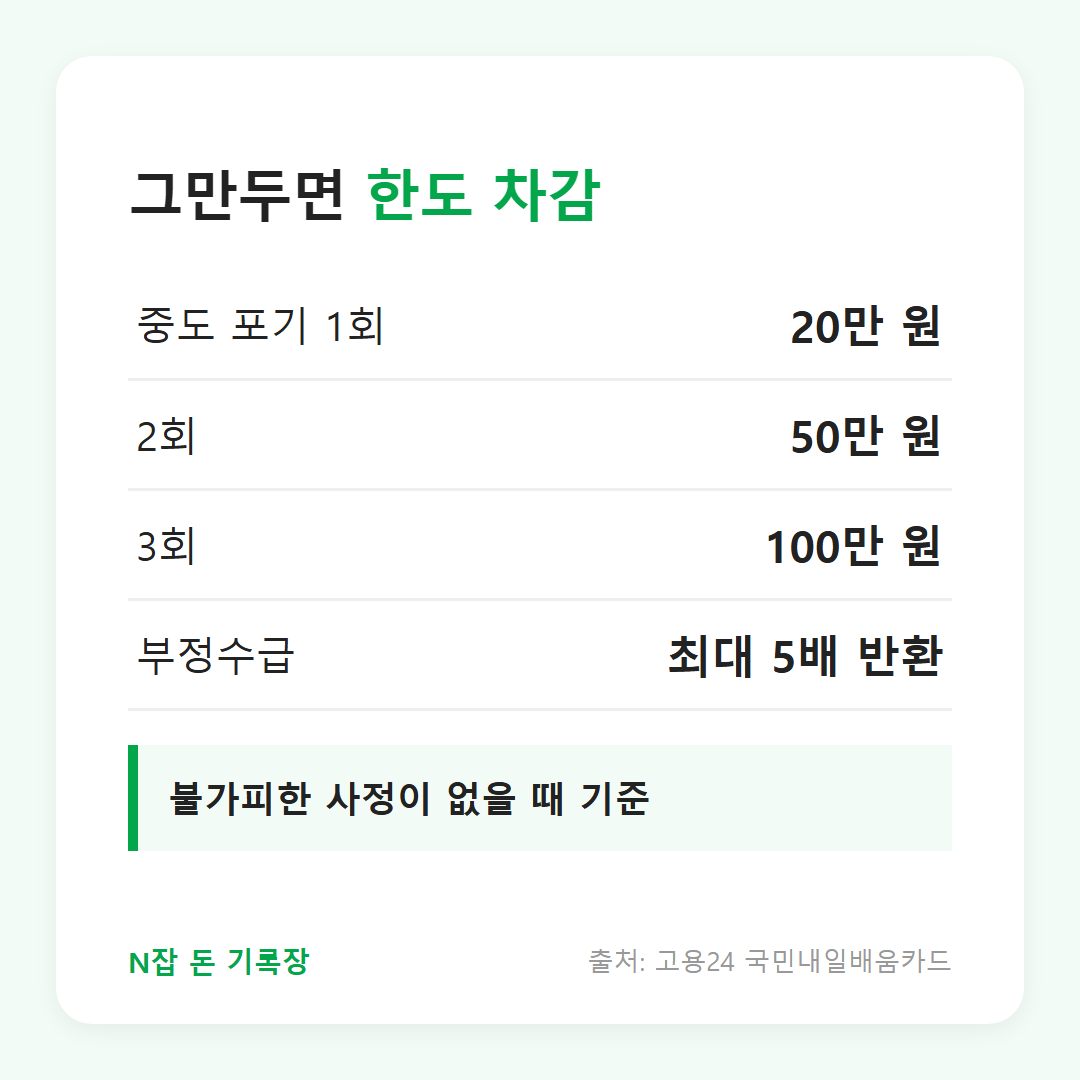 그만두면 한도 차감
중도 포기 1회 20만 원
2회 50만 원
3회 100만 원
부정수급 최대 5배 반환
불가피한 사정이 없을 때 기준
N잡 돈 기록장 출처: 고용24 국민내일배움카드